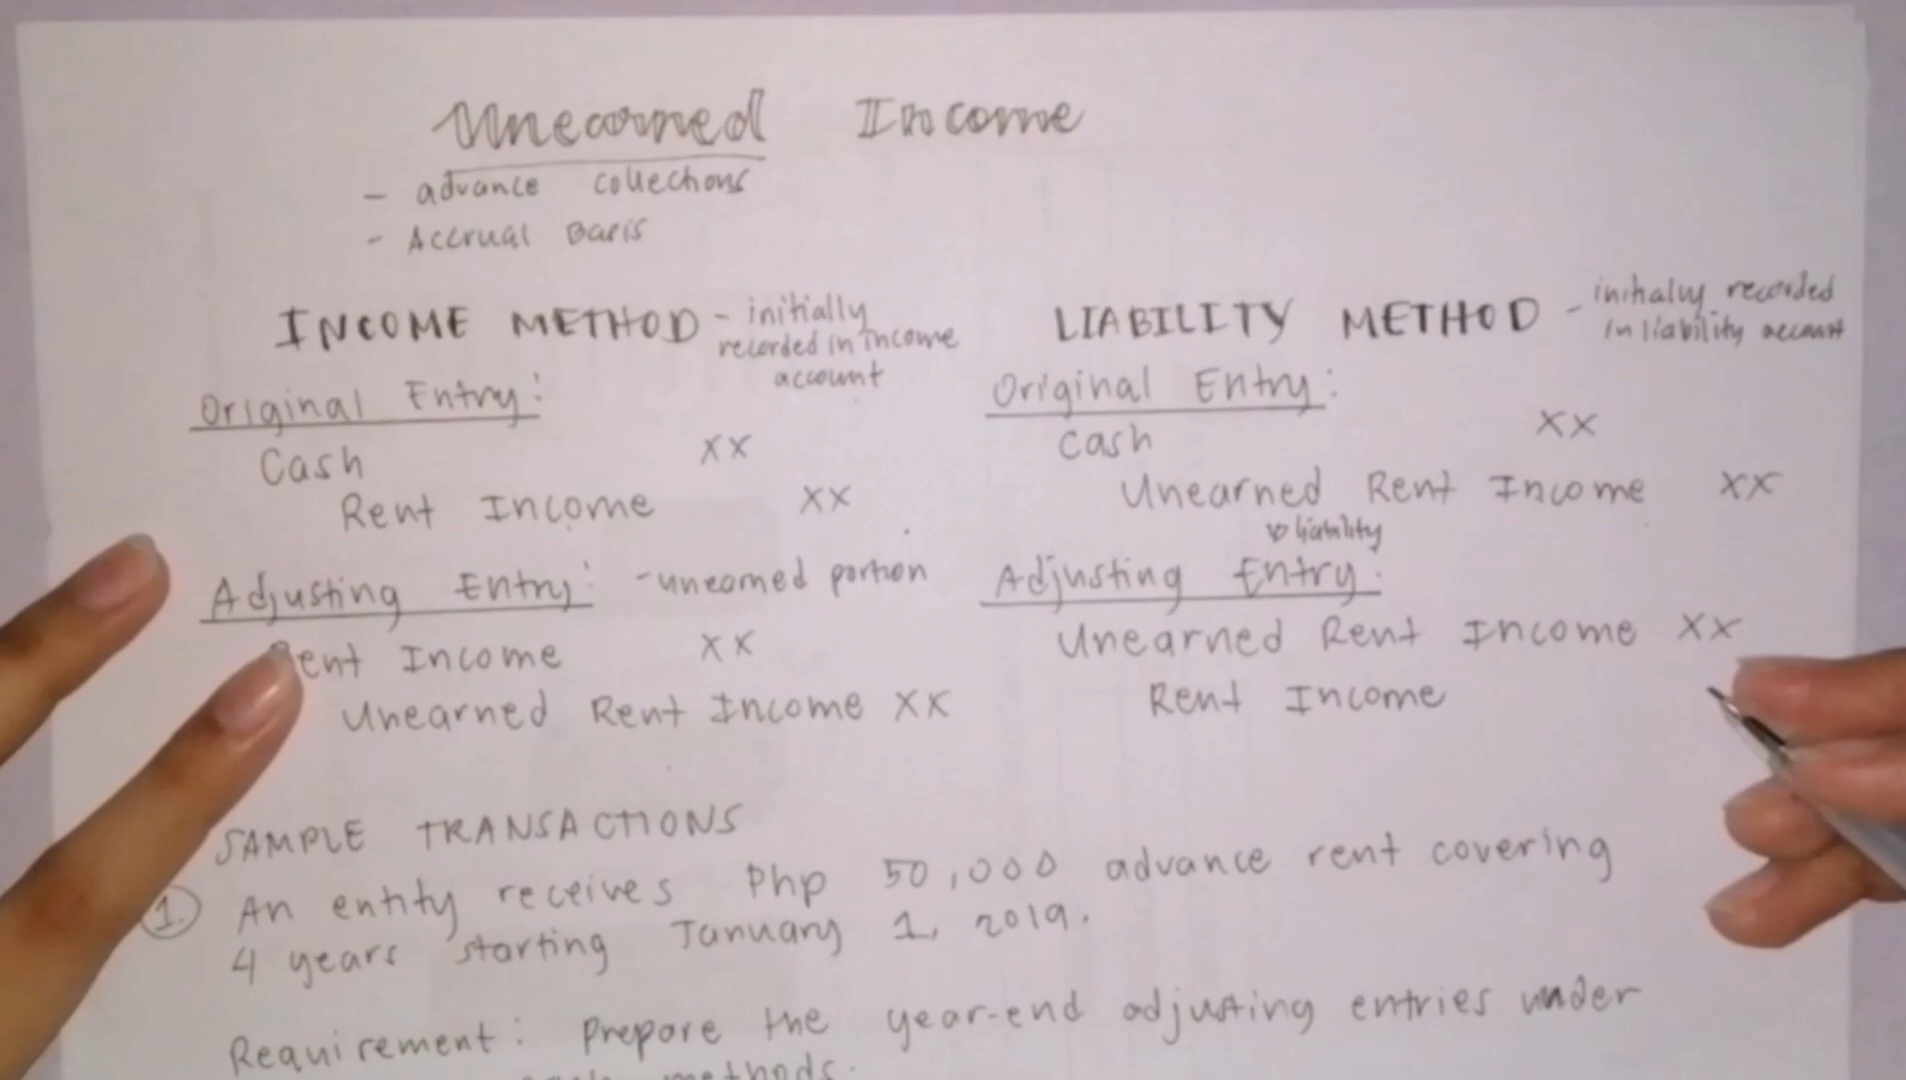 Unearned Income
- advance collections
- Accrual Basis
INCOME METHOD - initially
recorded in income
account
Original Entry:
Cash XX
Rent Income XX
Adjusting Entry: - unearned portion
Rent Income XX
Unearned Rent Income XX
LIABILITY METHOD - initially recorded
in liability account
Original Entry:
Cash XX
Unearned Rent Income XX
liability
Adjusting Entry:
Unearned Rent Income XX
Rent Income
SAMPLE TRANSACTIONS
1. An entity receives Php 50,000 advance rent covering
4 years starting January 1, 2019.
Requirement: Prepare the year-end adjusting entries under
methods.